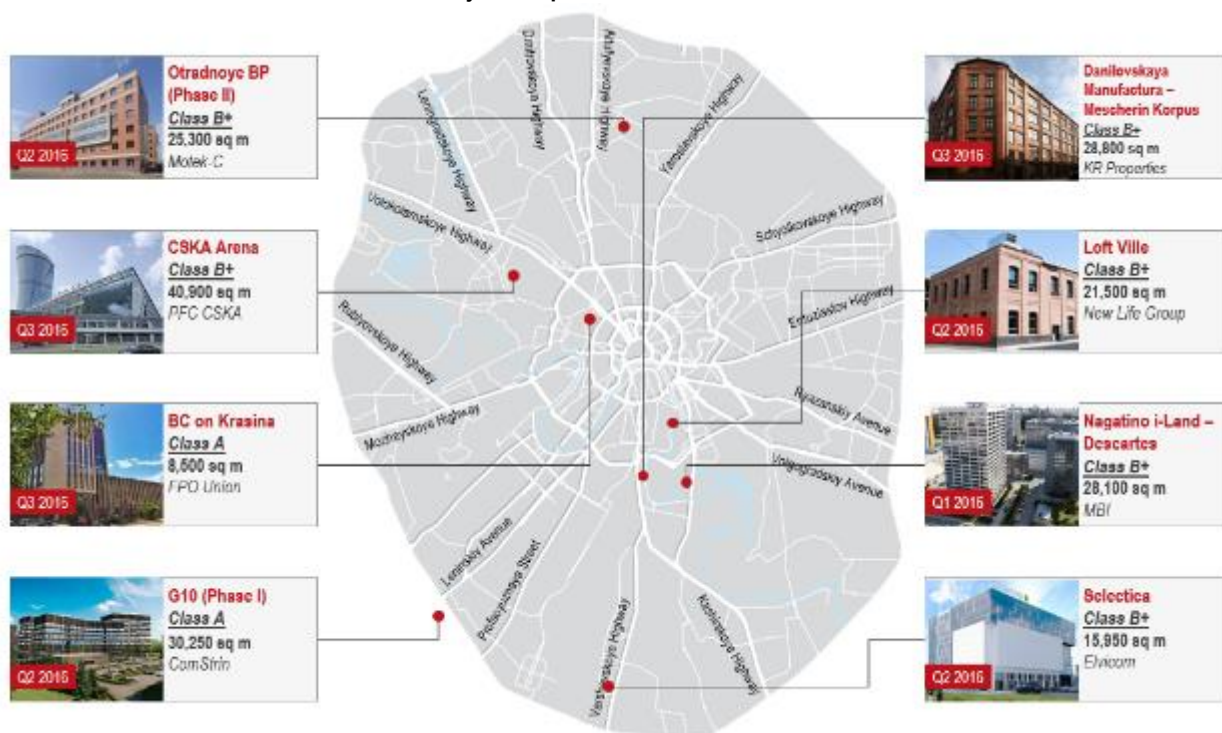 Otradnoye BP
(Phase II)
Class B+
25,300 sq m
Motek-C
Q2 2016
CSKA Arena
Class B+
40,900 sq m
PFC CSKA
Q3 2016
BC on Krasina
Class A
8,500 sq m
FPD Union
Q3 2016
G10 (Phase I)
Class A
30,250 sq m
ComStrin
Q2 2016
Dmitrovskoye Highway
Altufyevskoye Highway
Leningradskoye Highway
Yaroslavskoye Highway
Volokolamskoye Highway
Schyolkovskoye Highway
Rublyovskoye Highway
Entuziastov Highway
Mozhayskoye Highway
Ryazanskiy Avenue
Volgogradskiy Avenue
Leninskiy Avenue
Profsoyuznaya Street
Varshavskoye Highway
Kashirskoye Highway
Danilovskaya
Manufactura –
Mescherin Korpus
Class B+
28,800 sq m
KR Properties
Q3 2016
Loft Ville
Class B+
21,500 sq m
New Life Group
Q2 2016
Nagatino i-Land –
Descartes
Class B+
28,100 sq m
MBI
Q1 2016
Selectica
Class B+
15,950 sq m
Elvicom
Q2 2016